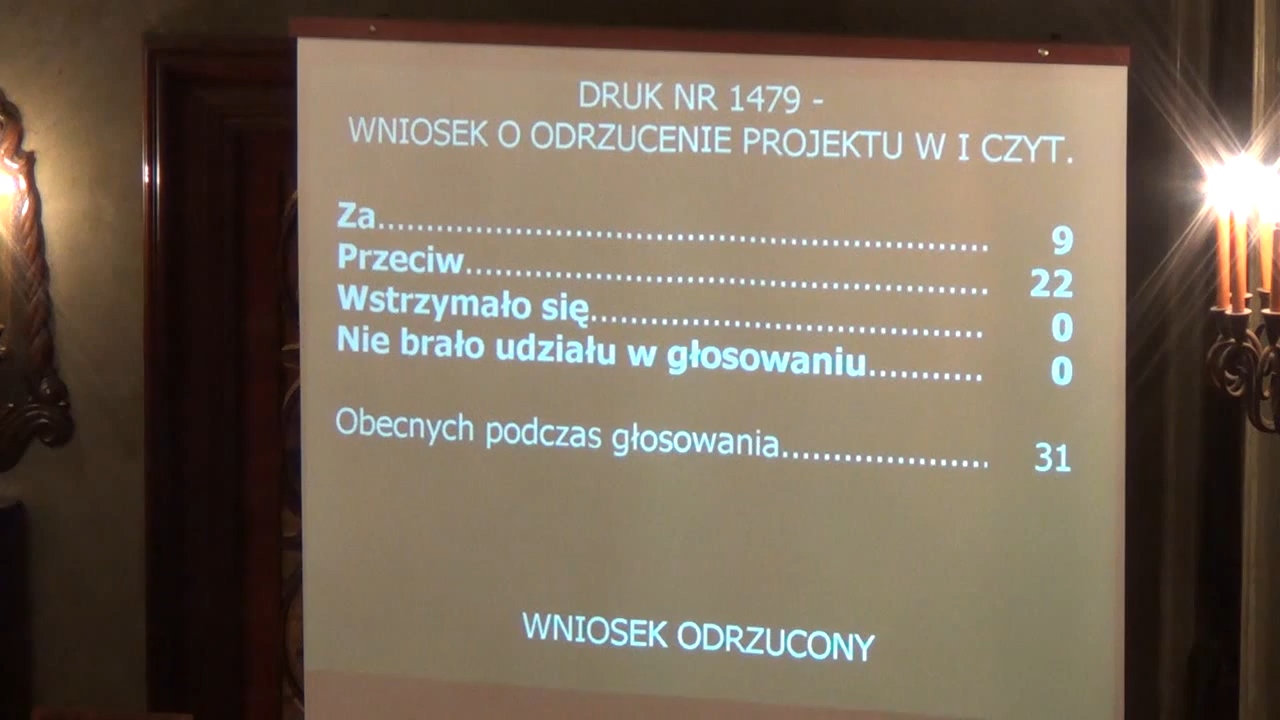 DRUK NR 1479 -
WNIOSEK O ODRZUCENIE PROJEKTU W I CZYT.
Za................................................................ 9
Przeciw....................................................... 22
Wstrzymało się.......................................... 0
Nie brało udziału w głosowaniu............ 0
Obecnych podczas głosowania...................... 31
WNIOSEK ODRZUCONY